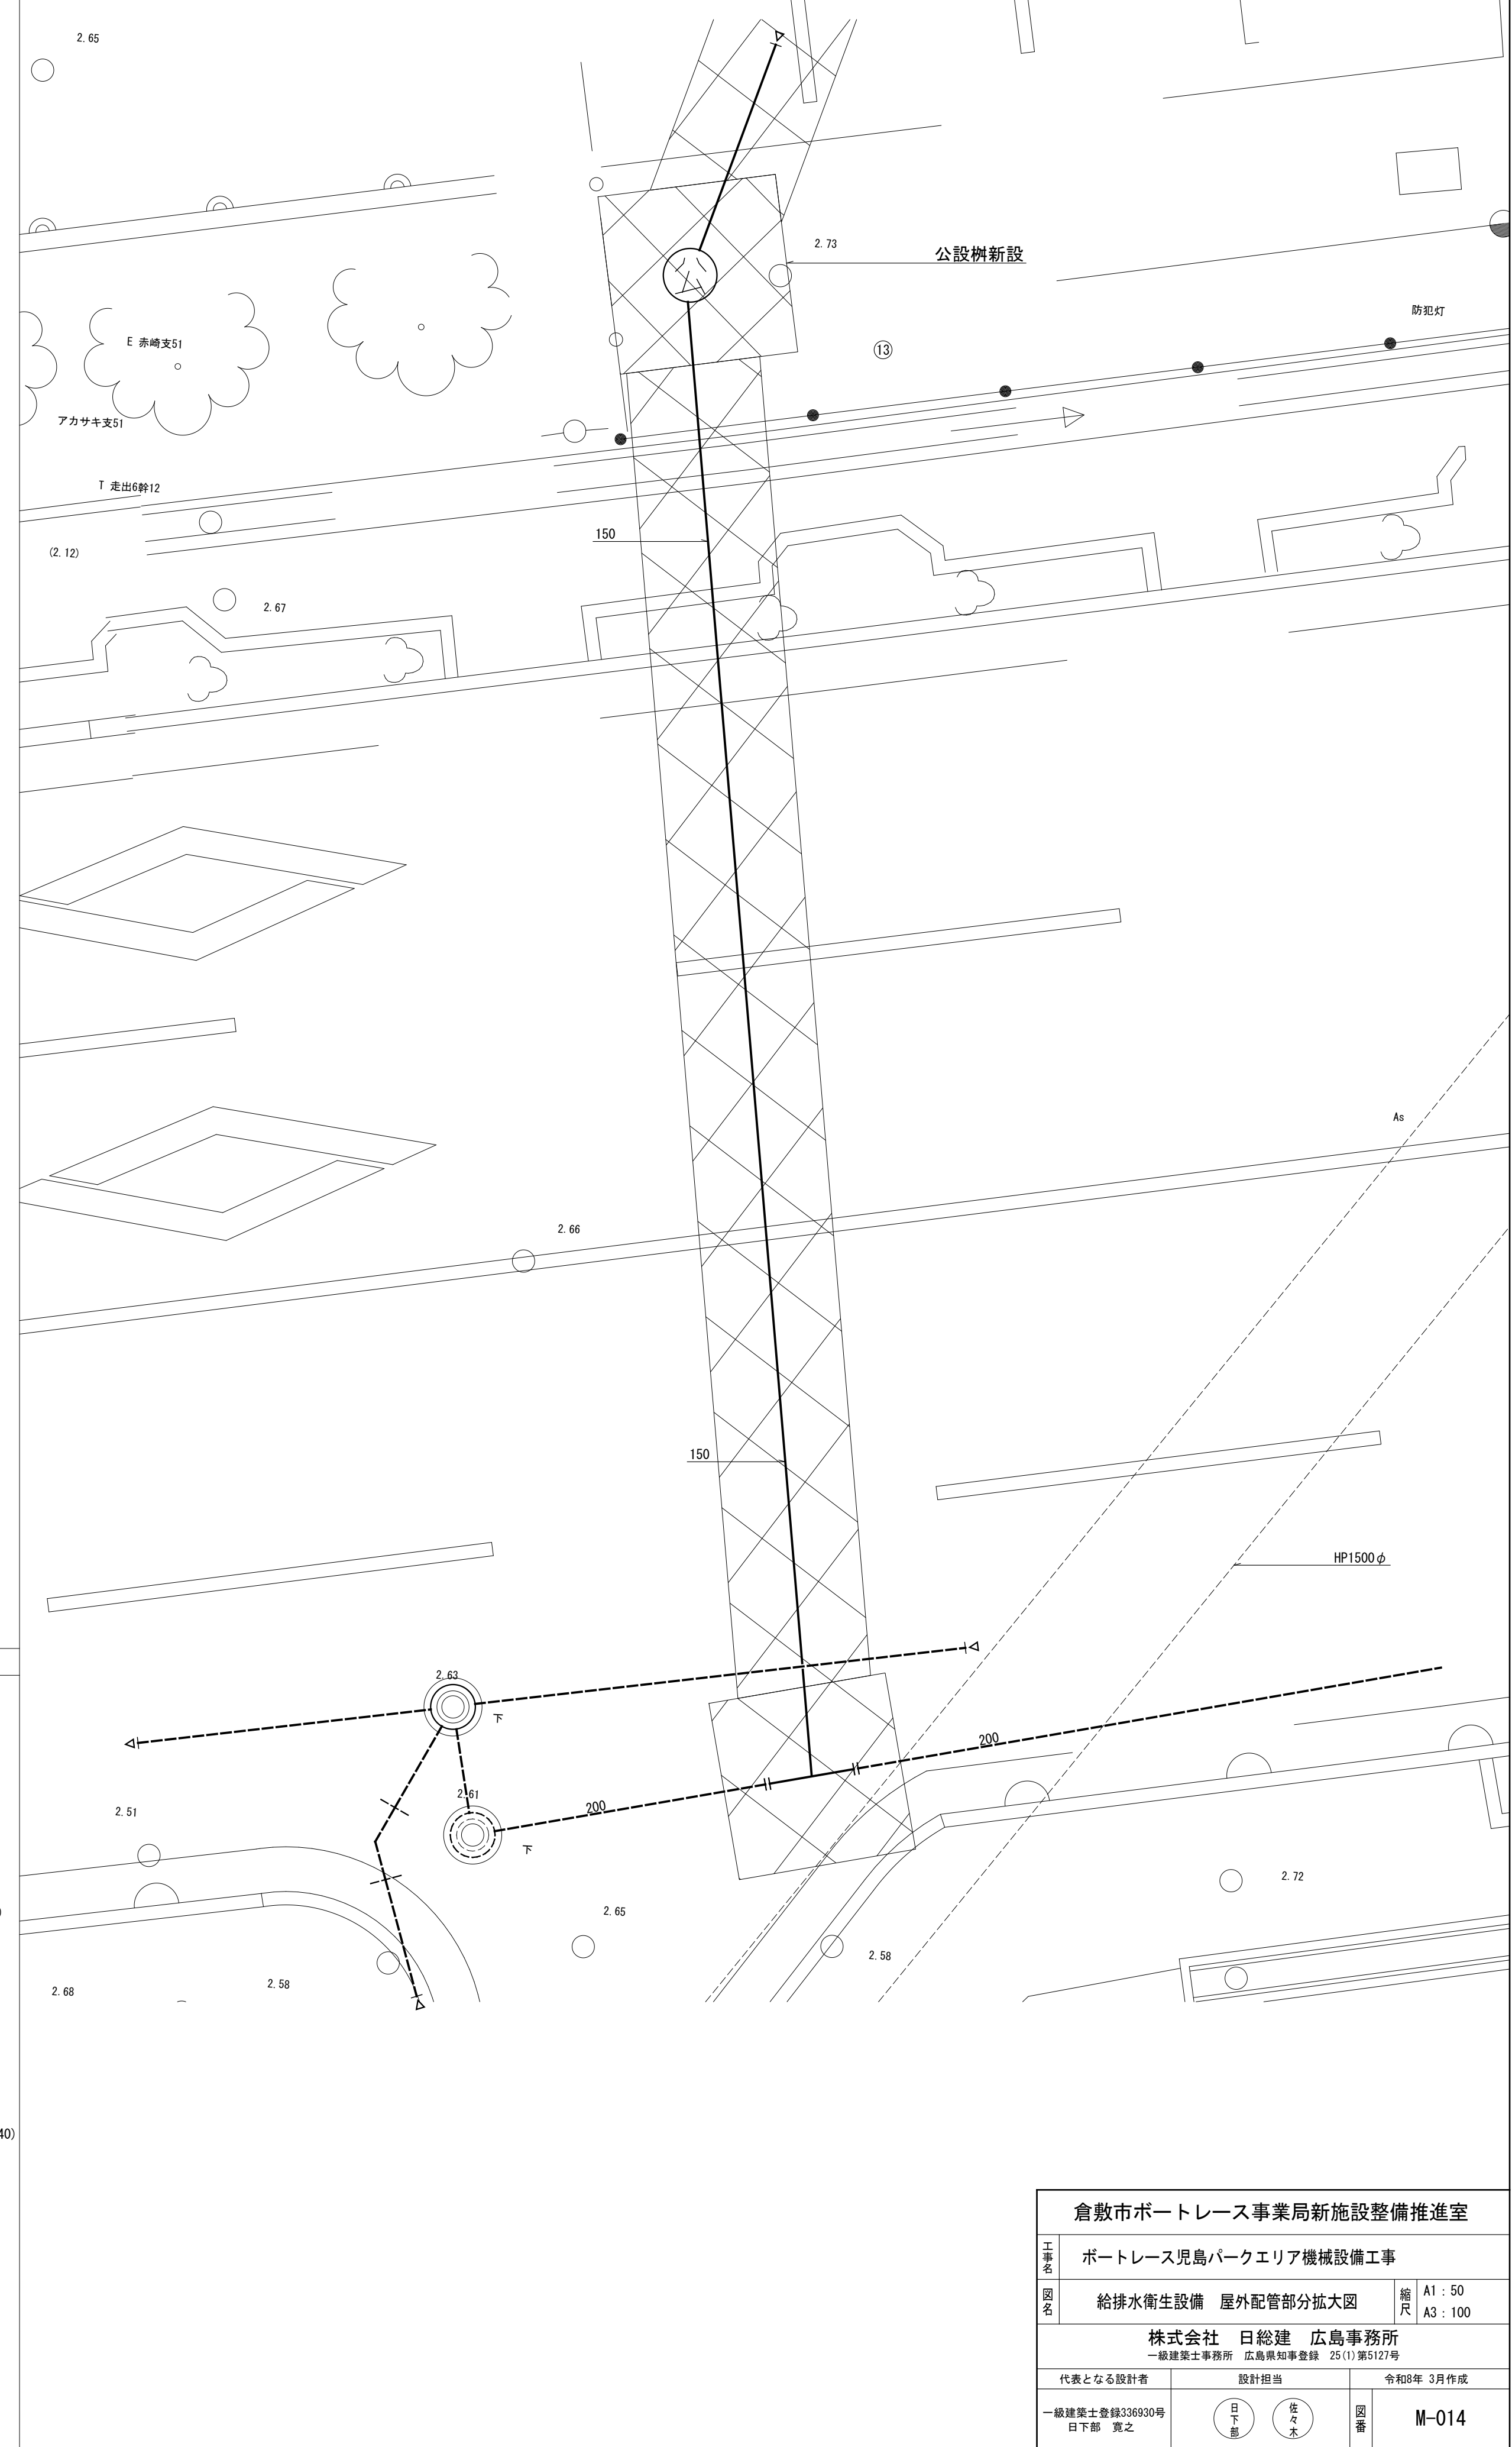 2.65
2.73
公設桝新設
防犯灯
E 赤崎支51
⑬
アカサキ支51
T 走出6幹12
150
(2.12)
2.67
As
2.66
150
HP1500φ
2.63
下
200
2.61
200
2.51
下
2.72
2.65
2.58
2.58
2.68
40)
倉敷市ボートレース事業局新施設整備推進室
工事名 ボートレース児島パークエリア機械設備工事
図名 給排水衛生設備 屋外配管部分拡大図 縮尺 A1 : 50
A3 : 100
株式会社 日総建 広島事務所
一級建築士事務所 広島県知事登録 25(1)第5127号
代表となる設計者 設計担当 令和8年 3月作成
一級建築士登録336930号
日下部 寛之
日下部 佐々木 図番 M-014